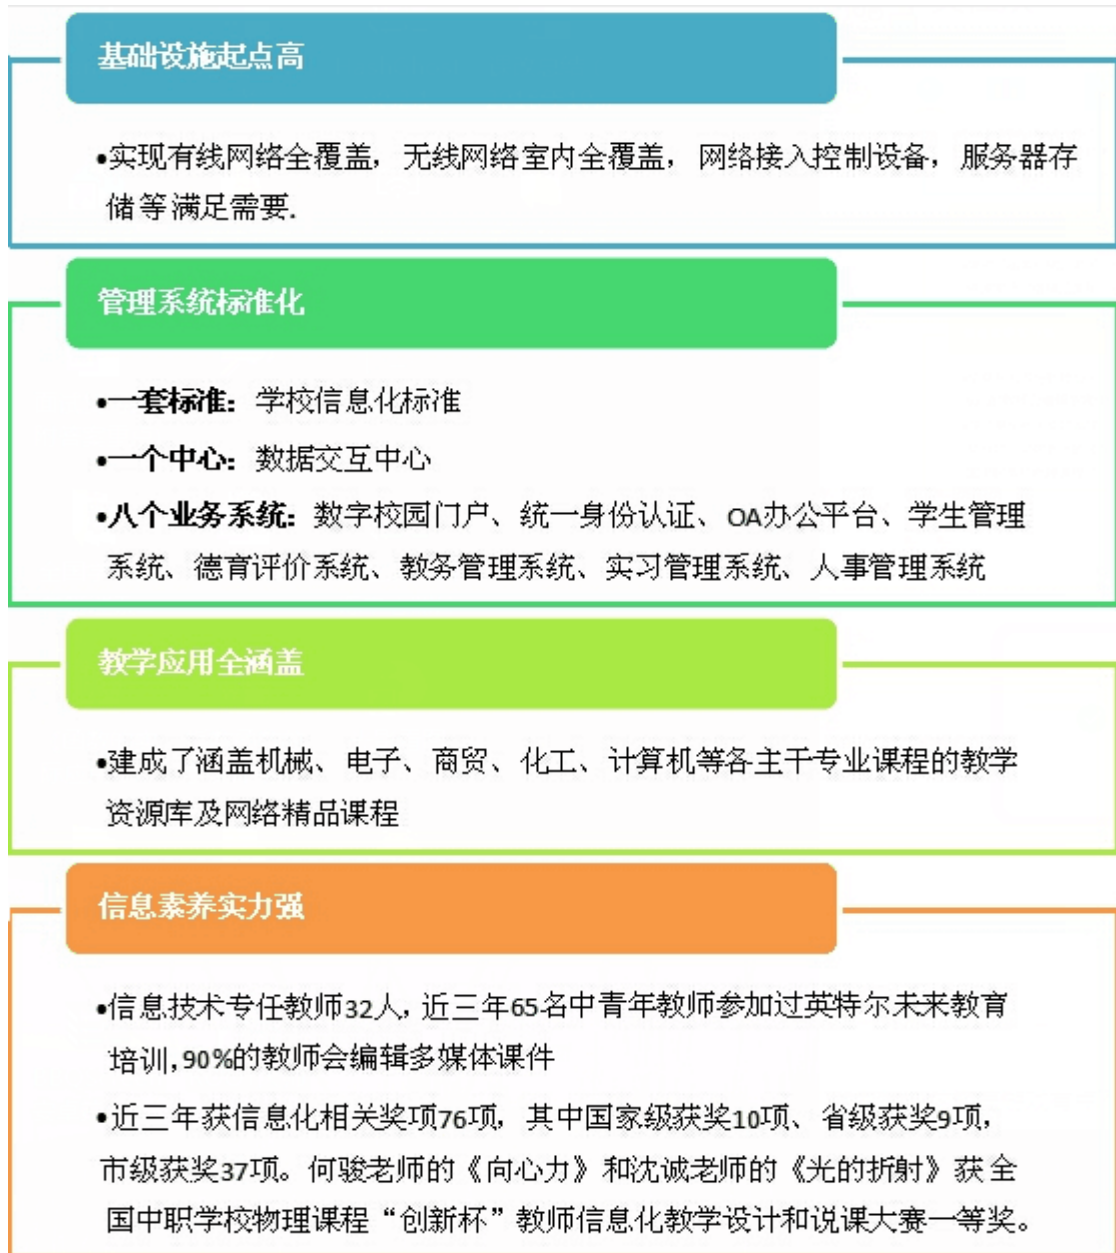 基础设施起点高
•实现有线网络全覆盖，无线网络室内全覆盖，网络接入控制设备，服务器存
储等满足需要.
管理系统标准化
•一套标准：学校信息化标准
•一个中心：数据交互中心
•八个业务系统：数字校园门户、统一身份认证、OA办公平台、学生管理
系统、德育评价系统、教务管理系统、实习管理系统、人事管理系统
教学应用全涵盖
•建成了涵盖机械、电子、商贸、化工、计算机等各主干专业课程的教学
资源库及网络精品课程
信息素养实力强
•信息技术专任教师32人，近三年65名中青年教师参加过英特尔未来教育
培训,90%的教师会编辑多媒体课件
•近三年获信息化相关奖项76项，其中国家级获奖10项、省级获奖9项，
市级获奖37项。何骏老师的《向心力》和沈诚老师的《光的折射》获全
国中职学校物理课程“创新杯”教师信息化教学设计和说课大赛一等奖。